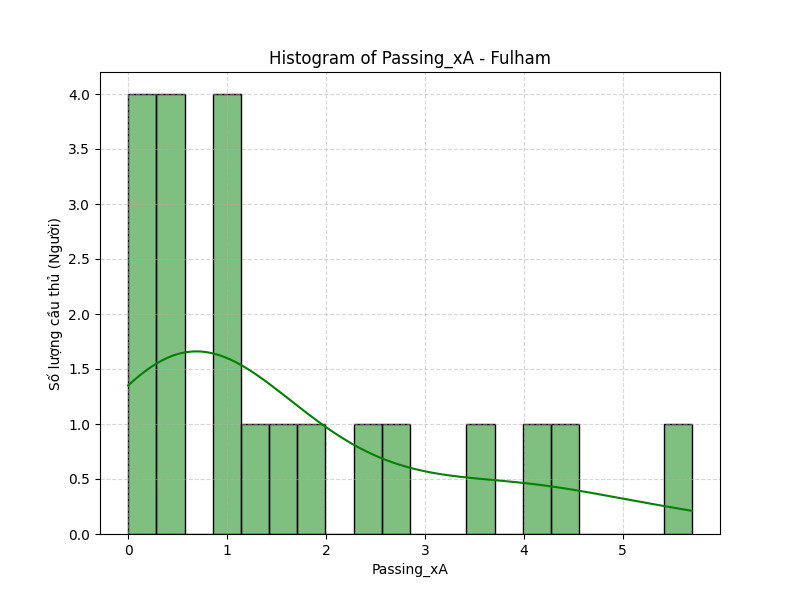 Histogram of Passing_xA - Fulham
Số lượng cầu thủ (Người)
4.0
3.5
3.0
2.5
2.0
1.5
1.0
0.5
0.0
0 1 2 3 4 5
Passing_xA